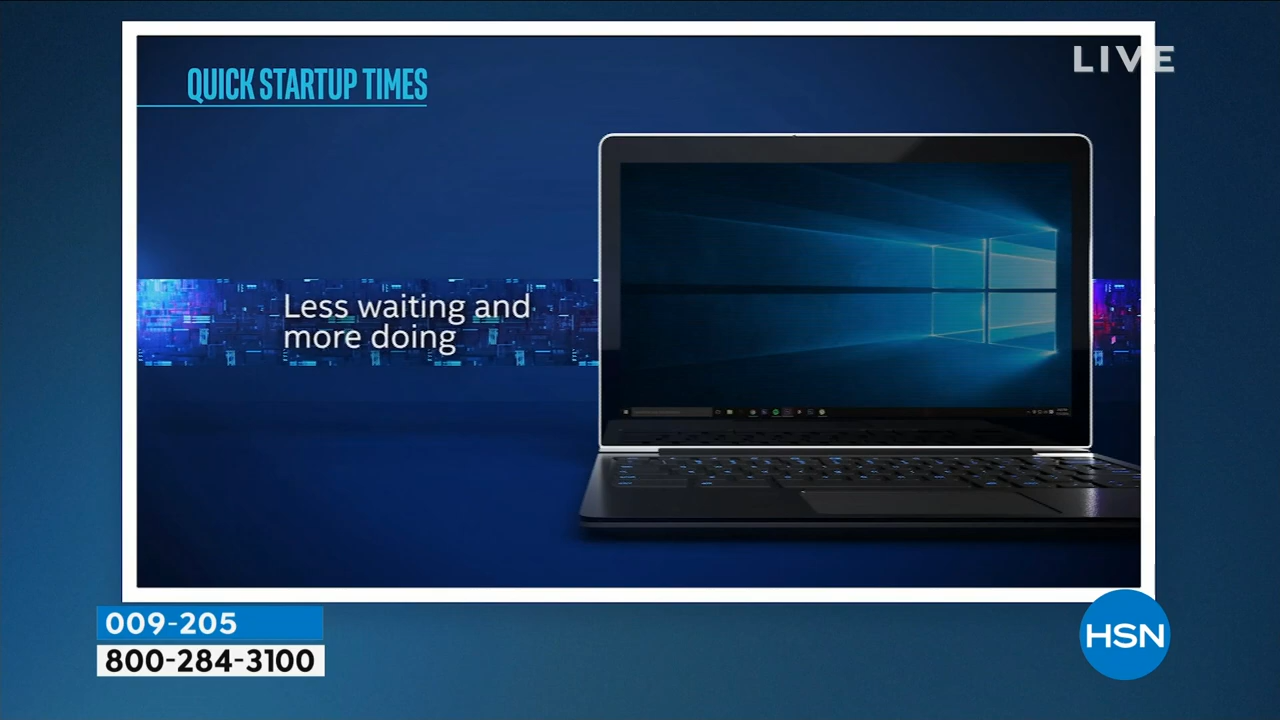 LIVE
QUICK STARTUP TIMES
Less waiting and
more doing
009-205
800-284-3100
HSN